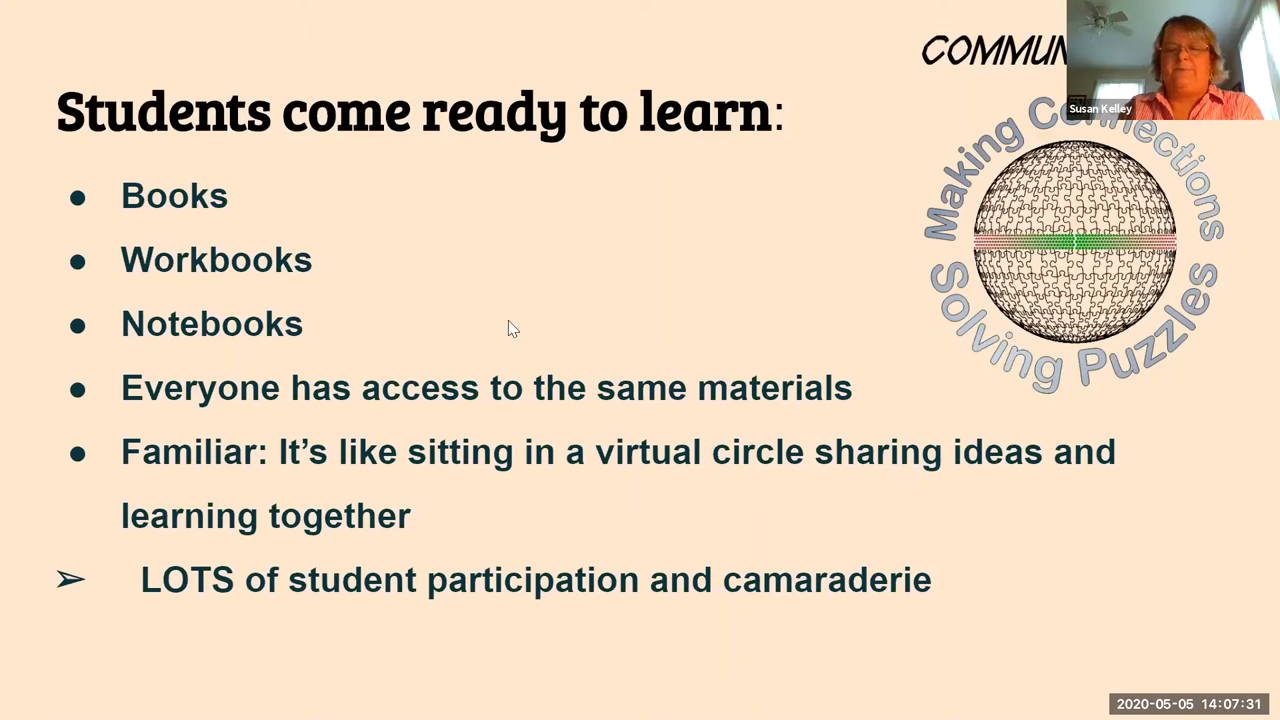 COMMUN
Students come ready to learn:
Susan Kelley
Making Connections
Solving Puzzles
● Books
● Workbooks
● Notebooks
● Everyone has access to the same materials
● Familiar: It’s like sitting in a virtual circle sharing ideas and
learning together
➢ LOTS of student participation and camaraderie
2020-05-05 14:07:31